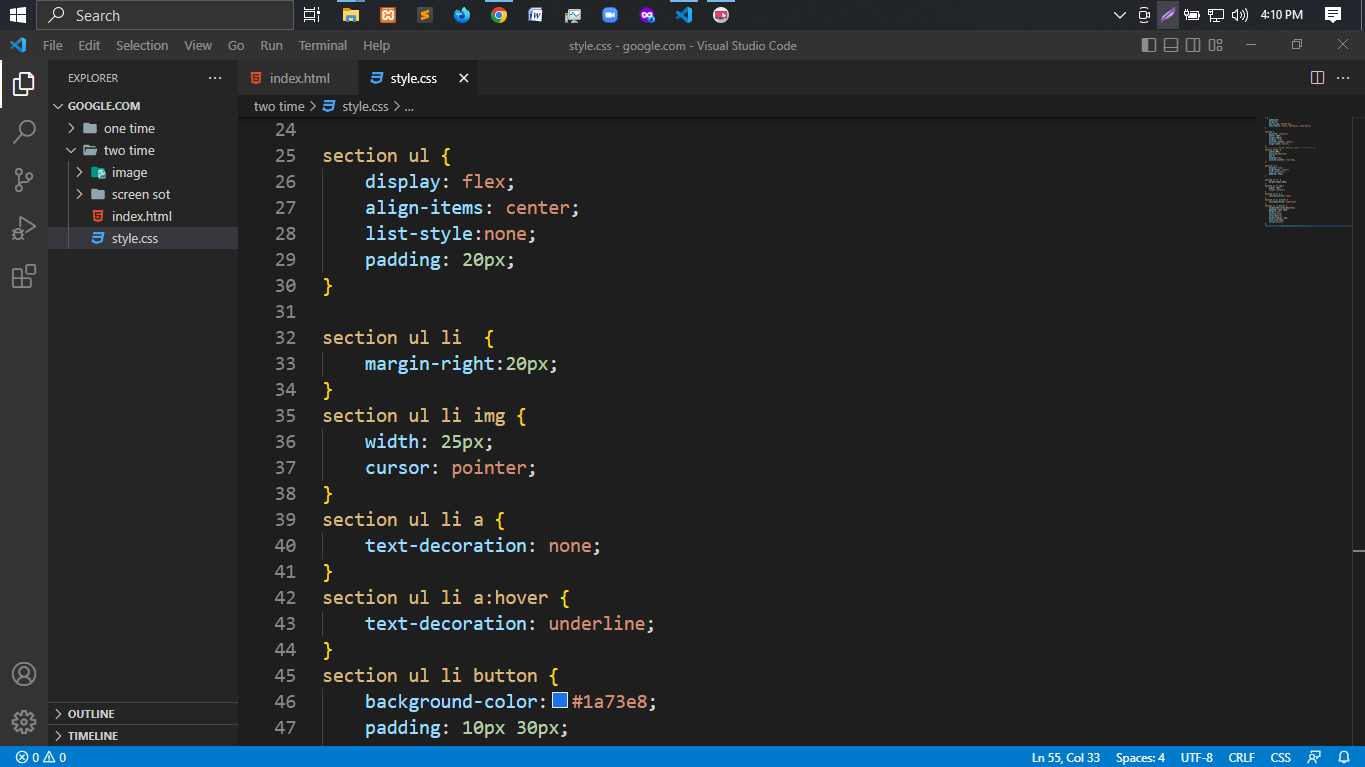 Search
4:10 PM
File Edit Selection View Go Run Terminal Help
style.css - google.com - Visual Studio Code
EXPLORER
GOOGLE.COM
one time
two time
image
screen sot
index.html
style.css
OUTLINE
TIMELINE
index.html
style.css
two time > style.css > ...
24
25 section ul {
26 display: flex;
27 align-items: center;
28 list-style:none;
29 padding: 20px;
30 }
31
32 section ul li  {
33 margin-right:20px;
34 }
35 section ul li img {
36 width: 25px;
37 cursor: pointer;
38 }
39 section ul li a {
40 text-decoration: none;
41 }
42 section ul li a:hover {
43 text-decoration: underline;
44 }
45 section ul li button {
46 background-color: #1a73e8;
47 padding: 10px 30px;
0 0
Ln 55, Col 33 Spaces: 4 UTF-8 CRLF CSS